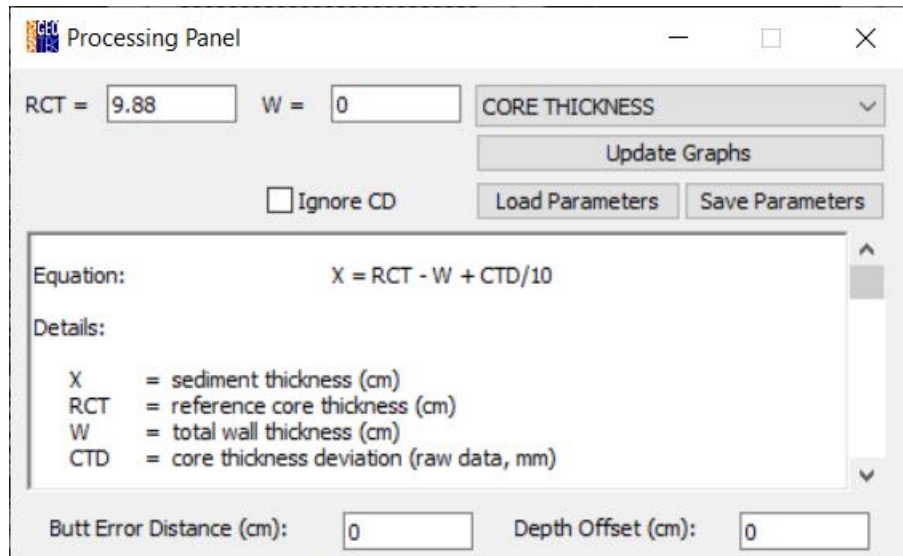 GEO
TEK
Processing Panel
RCT = 9.88 W = 0 CORE THICKNESS
Update Graphs
Ignore CD Load Parameters Save Parameters
Equation: X = RCT - W + CTD/10
Details:
X = sediment thickness (cm)
RCT = reference core thickness (cm)
W = total wall thickness (cm)
CTD = core thickness deviation (raw data, mm)
Butt Error Distance (cm): 0 Depth Offset (cm): 0